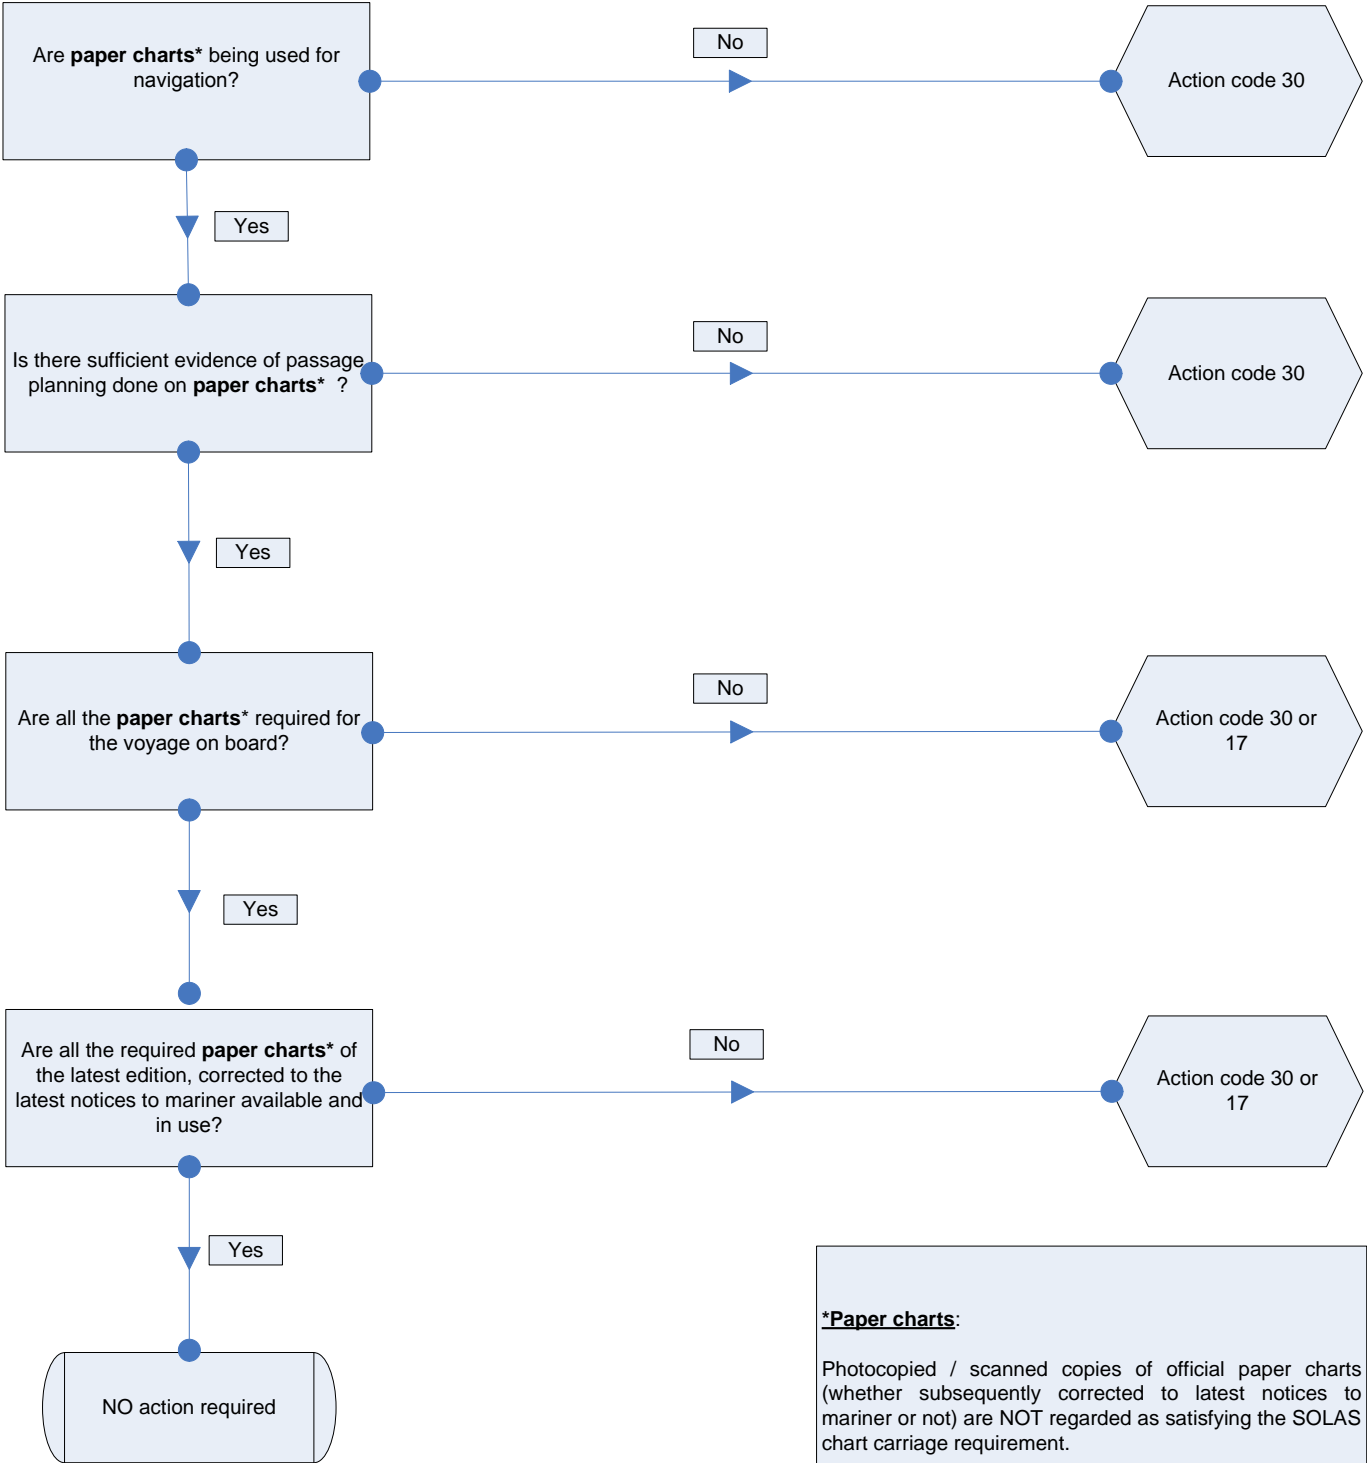 Are paper charts* being used for
navigation?
No
Action code 30
Yes
Is there sufficient evidence of passage
planning done on paper charts* ?
No
Action code 30
Yes
Are all the paper charts* required for
the voyage on board?
No
Action code 30 or
17
Yes
Are all the required paper charts* of
the latest edition, corrected to the
latest notices to mariner available and
in use?
No
Action code 30 or
17
Yes
NO action required
*Paper charts:
Photocopied / scanned copies of official paper charts
(whether subsequently corrected to latest notices to
mariner or not) are NOT regarded as satisfying the SOLAS
chart carriage requirement.